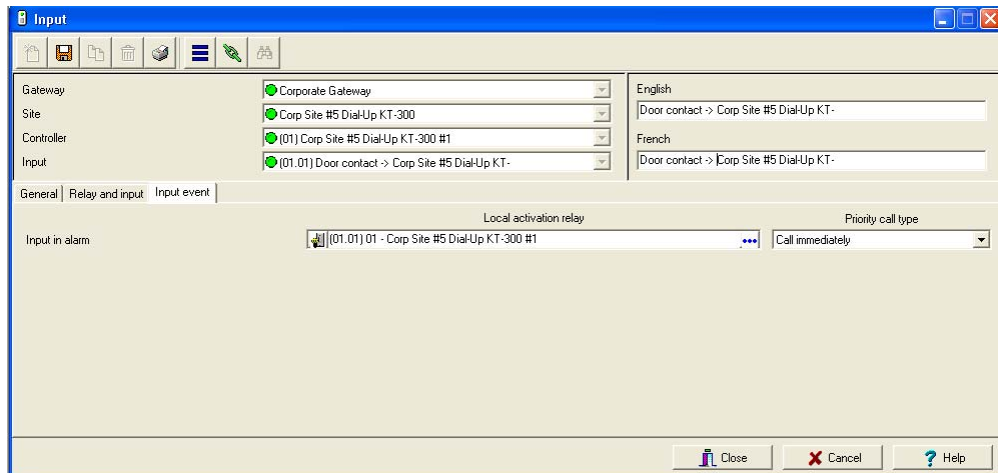 Input
Gateway
Corporate Gateway
Site
Corp Site #5 Dial-Up KT-300
Controller
(01) Corp Site #5 Dial-Up KT-300 #1
Input
(01.01) Door contact -> Corp Site #5 Dial-Up KT-
English
Door contact -> Corp Site #5 Dial-Up KT-
French
Door contact -> Corp Site #5 Dial-Up KT-
General Relay and input Input event
Local activation relay Priority call type
Input in alarm (01.01) 01 - Corp Site #5 Dial-Up KT-300 #1 ••• Call immediately
Close Cancel Help